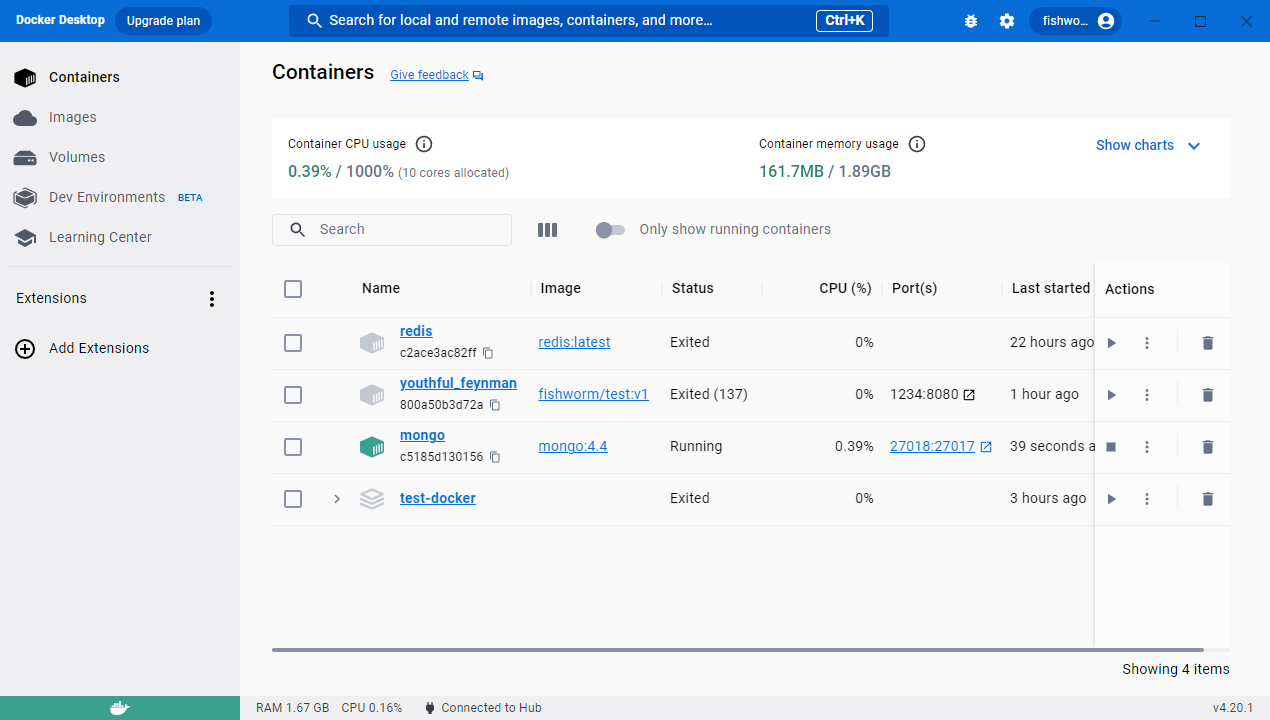 Docker Desktop Upgrade plan Search for local and remote images, containers, and more... Ctrl+K fishwo...
Containers
Images
Volumes
Dev Environments BETA
Learning Center
Extensions
Add Extensions
Containers Give feedback
Container CPU usage
0.39% / 1000% (10 cores allocated)
Container memory usage
161.7MB / 1.89GB
Show charts
Search Only show running containers
Name Image Status CPU (%) Port(s) Last started Actions
redis redis:latest Exited 0% 22 hours ago
c2ace3ac82ff
youthful_feynman fishworm/test:v1 Exited (137) 0% 1234:8080 1 hour ago
800a50b3d72a
mongo mongo:4.4 Running 0.39% 27018:27017 39 seconds a
c5185d130156
test-docker Exited 0% 3 hours ago
Showing 4 items
RAM 1.67 GB CPU 0.16% Connected to Hub v4.20.1